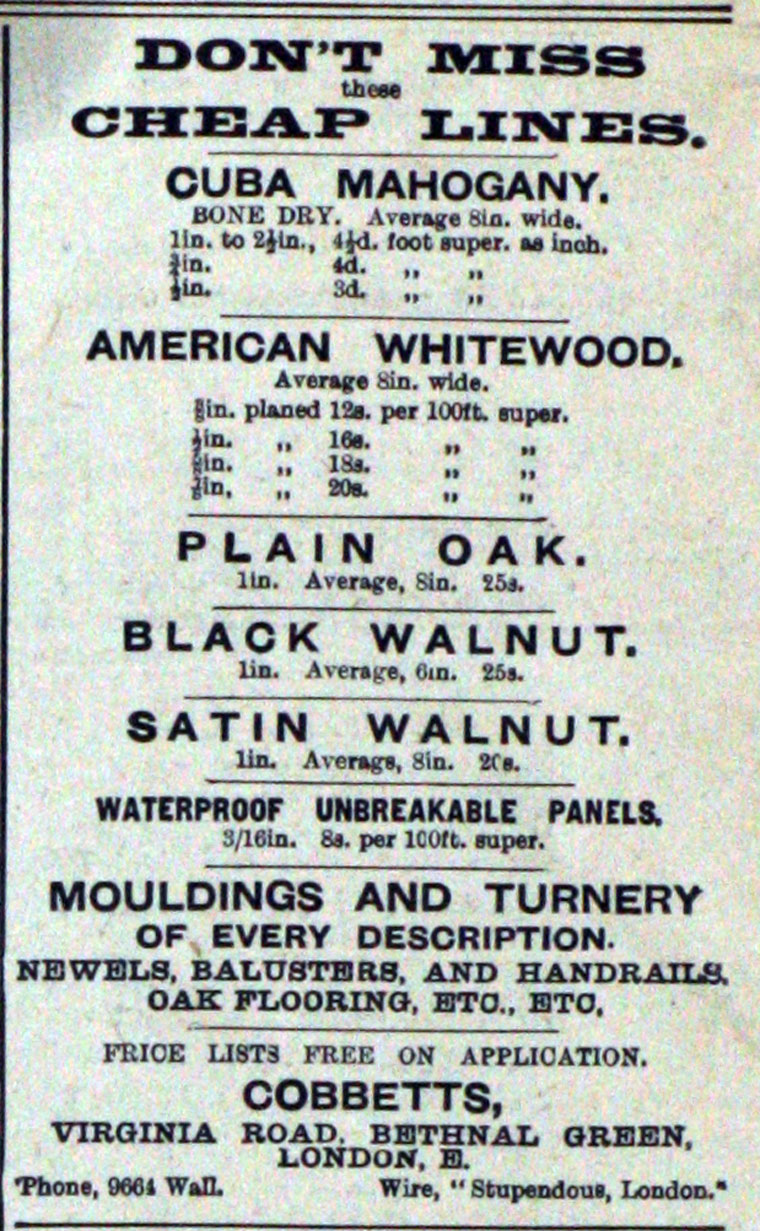 DON'T MISS
these
CHEAP LINES.
CUBA MAHOGANY.
BONE DRY. Average 8in. wide.
1in. to 2½in., 4½d. foot super. as inch.
¾in. 4d. ,, ,,
½in. 3d. ,, ,,
AMERICAN WHITEWOOD.
Average 8in. wide.
⅜in. planed 12s. per 100ft. super.
½in. ,, 16s. ,, ,,
⅝in. ,, 18s. ,, ,,
⅞in. ,, 20s. ,, ,,
PLAIN OAK.
1in. Average, 8in. 25s.
BLACK WALNUT.
1in. Average, 6in. 25s.
SATIN WALNUT.
1in. Average, 8in. 20s.
WATERPROOF UNBREAKABLE PANELS.
3/16in. 8s. per 100ft. super.
MOULDINGS AND TURNERY
OF EVERY DESCRIPTION.
NEWELS, BALUSTERS, AND HANDRAILS,
OAK FLOORING, ETC., ETC,
PRICE LISTS FREE ON APPLICATION.
COBBETTS,
VIRGINIA ROAD, BETHNAL GREEN,
LONDON, E.
'Phone, 9664 Wall. Wire, "Stupendous, London."